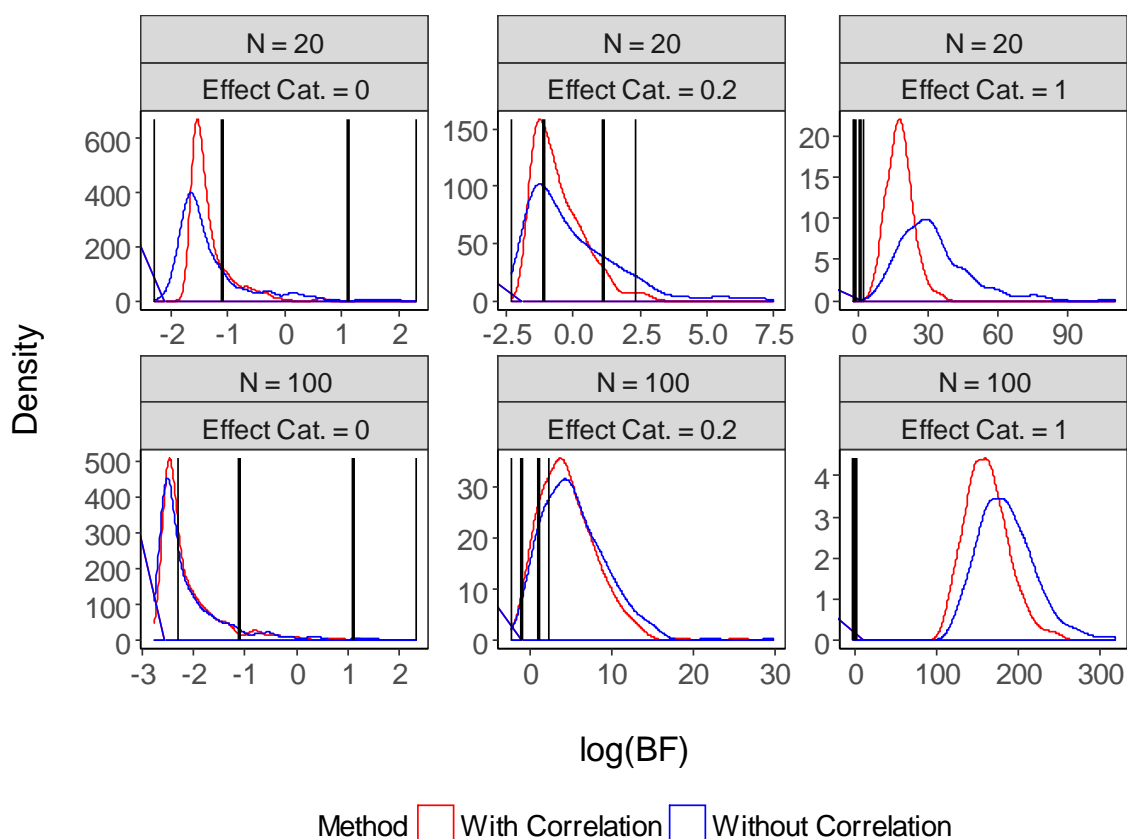 N = 20
Effect Cat. = 0
600
400
200
0
-2 -1 0 1 2
N = 20
Effect Cat. = 0.2
150
100
50
0
-2.5 0.0 2.5 5.0 7.5
N = 20
Effect Cat. = 1
20
15
10
5
0
0 30 60 90
N = 100
Effect Cat. = 0
500
400
300
200
100
0
-3 -2 -1 0 1 2
N = 100
Effect Cat. = 0.2
30
20
10
0
0 10 20 30
N = 100
Effect Cat. = 1
4
3
2
1
0
0 100 200 300
Density
log(BF)
Method With Correlation Without Correlation